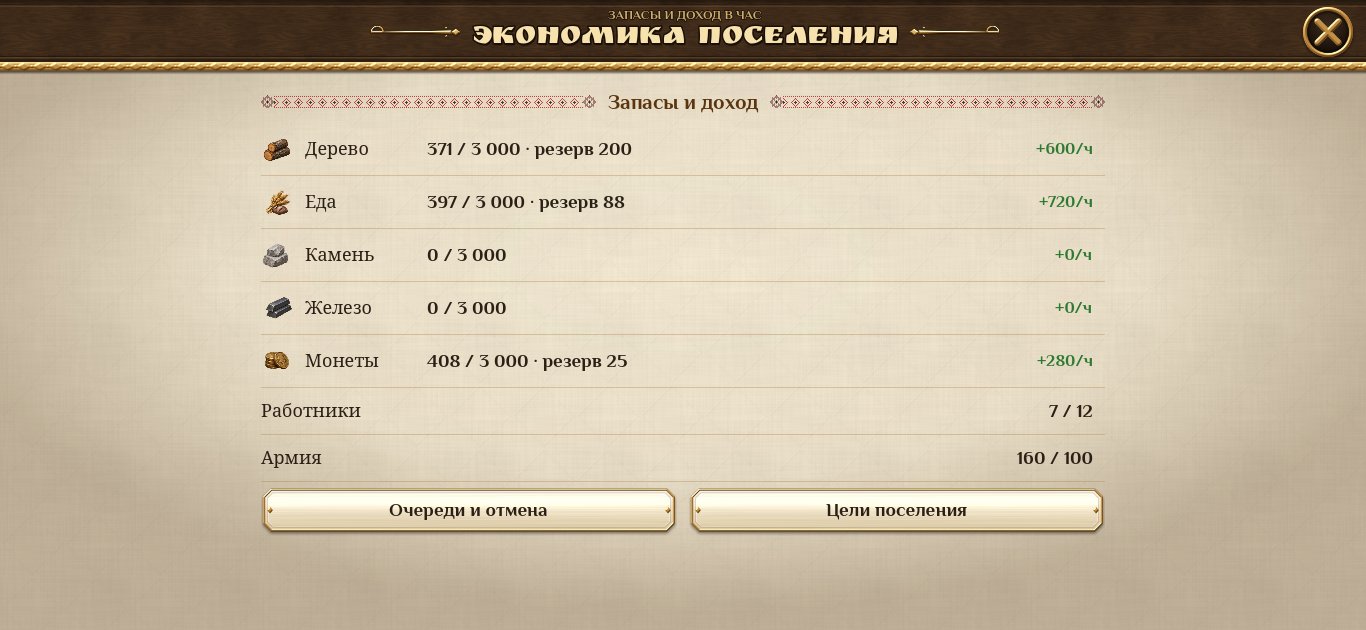 ЗАПАСЫ И ДОХОД В ЧАС
ЭКОНОМИКА ПОСЕЛЕНИЯ
Запасы и доход
Дерево 371 / 3 000 · резерв 200 +600/ч
Еда 397 / 3 000 · резерв 88 +720/ч
Камень 0 / 3 000 +0/ч
Железо 0 / 3 000 +0/ч
Монеты 408 / 3 000 · резерв 25 +280/ч
Работники 7 / 12
Армия 160 / 100
Очереди и отмена Цели поселения